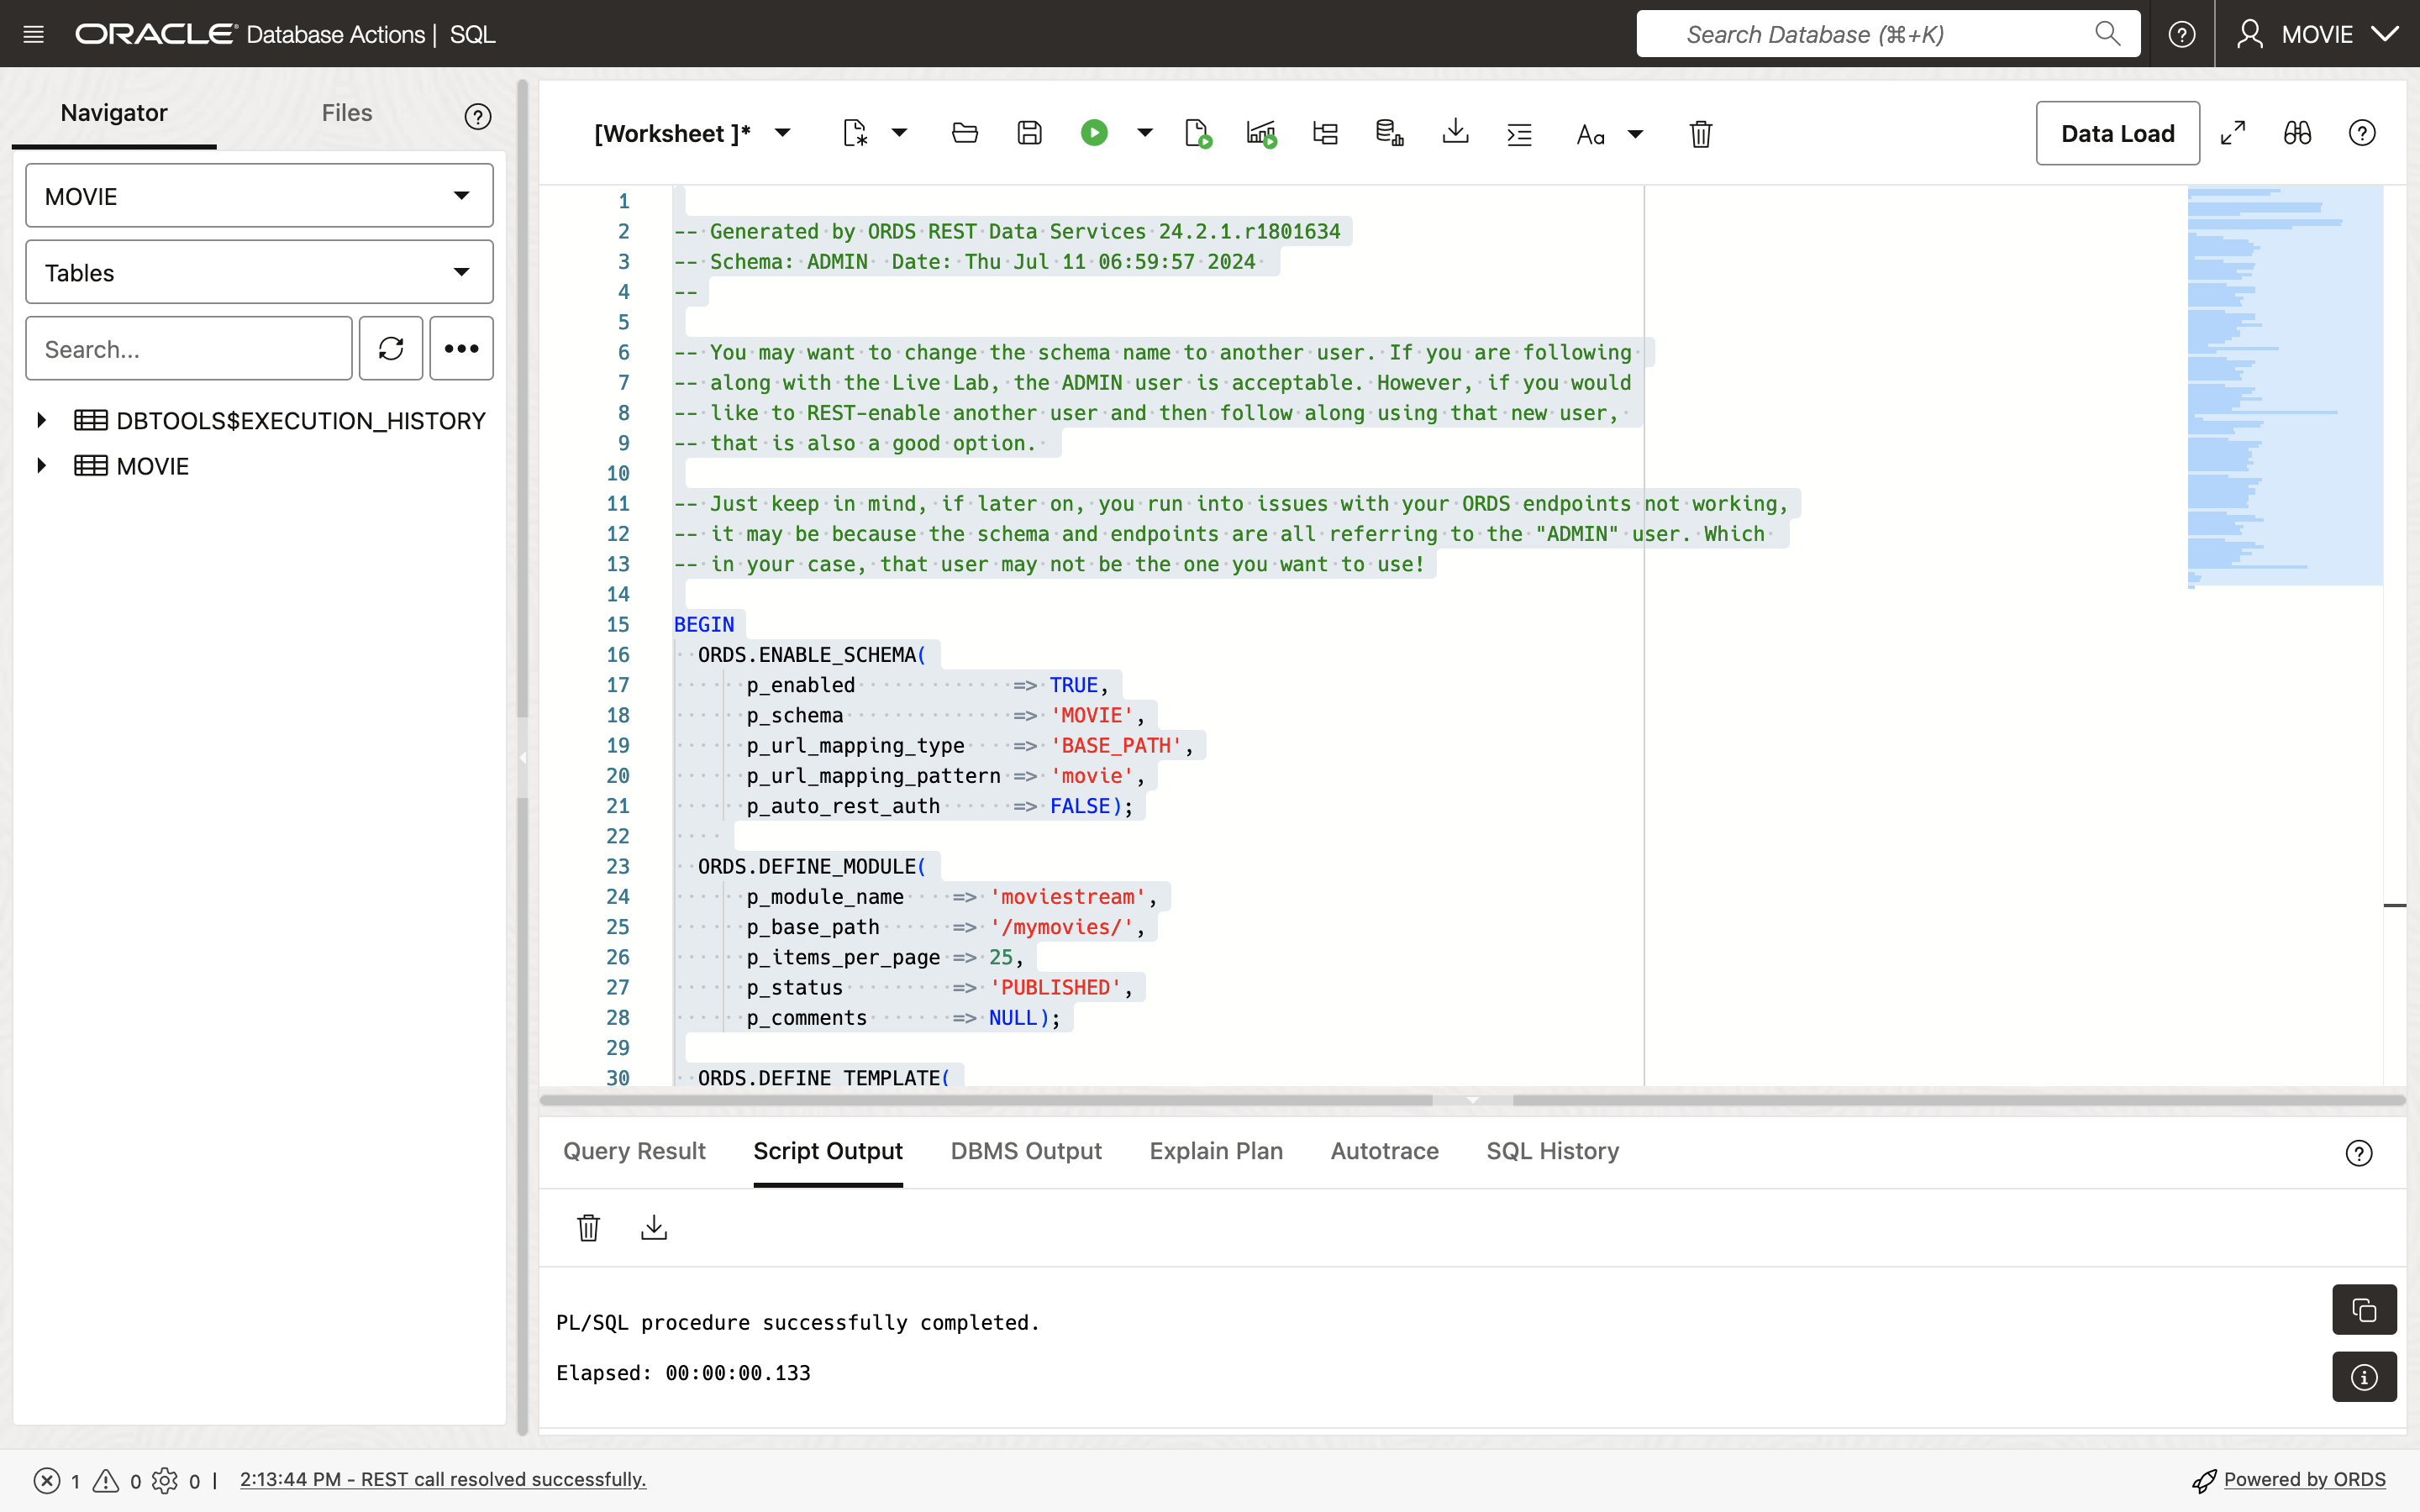 ORACLE Database Actions | SQL
Search Database (⌘+K)
MOVIE
Navigator
Files
MOVIE
Tables
Search...
DBTOOLS$EXECUTION_HISTORY
MOVIE
[Worksheet ]*
Aa
Data Load
1
2 -- Generated by ORDS REST Data Services 24.2.1.r1801634
3 -- Schema: ADMIN  Date: Thu Jul 11 06:59:57 2024
4 --
5
6 -- You may want to change the schema name to another user. If you are following
7 -- along with the Live Lab, the ADMIN user is acceptable. However, if you would
8 -- like to REST-enable another user and then follow along using that new user,
9 -- that is also a good option.
10
11 -- Just keep in mind, if later on, you run into issues with your ORDS endpoints not working,
12 -- it may be because the schema and endpoints are all referring to the "ADMIN" user. Which
13 -- in your case, that user may not be the one you want to use!
14
15 BEGIN
16   ORDS.ENABLE_SCHEMA(
17       p_enabled             => TRUE,
18       p_schema              => 'MOVIE',
19       p_url_mapping_type    => 'BASE_PATH',
20       p_url_mapping_pattern => 'movie',
21       p_auto_rest_auth      => FALSE);
22
23   ORDS.DEFINE_MODULE(
24       p_module_name    => 'moviestream',
25       p_base_path      => '/mymovies/',
26       p_items_per_page => 25,
27       p_status         => 'PUBLISHED',
28       p_comments       => NULL);
29
30   ORDS.DEFINE_TEMPLATE(
Query Result
Script Output
DBMS Output
Explain Plan
Autotrace
SQL History
PL/SQL procedure successfully completed.
Elapsed: 00:00:00.133
1 0 0 | 2:13:44 PM - REST call resolved successfully.
Powered by ORDS